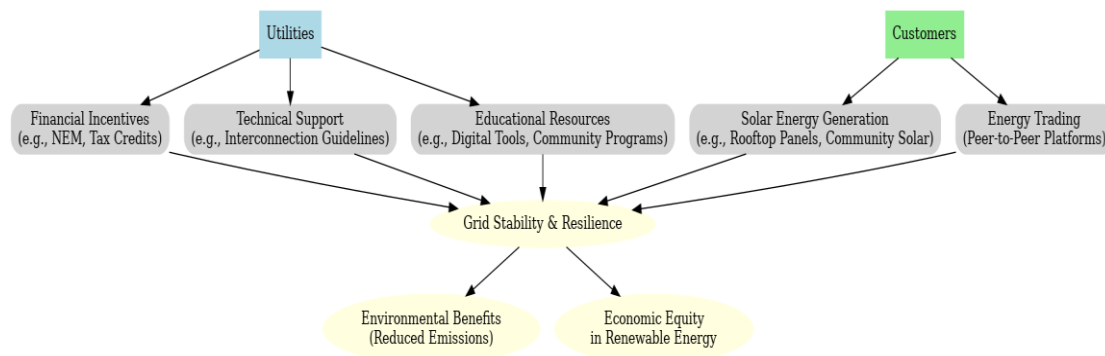 Utilities
Customers
Financial Incentives
(e.g., NEM, Tax Credits)
Technical Support
(e.g., Interconnection Guidelines)
Educational Resources
(e.g., Digital Tools, Community Programs)
Solar Energy Generation
(e.g., Rooftop Panels, Community Solar)
Energy Trading
(Peer-to-Peer Platforms)
Grid Stability & Resilience
Environmental Benefits
(Reduced Emissions)
Economic Equity
in Renewable Energy